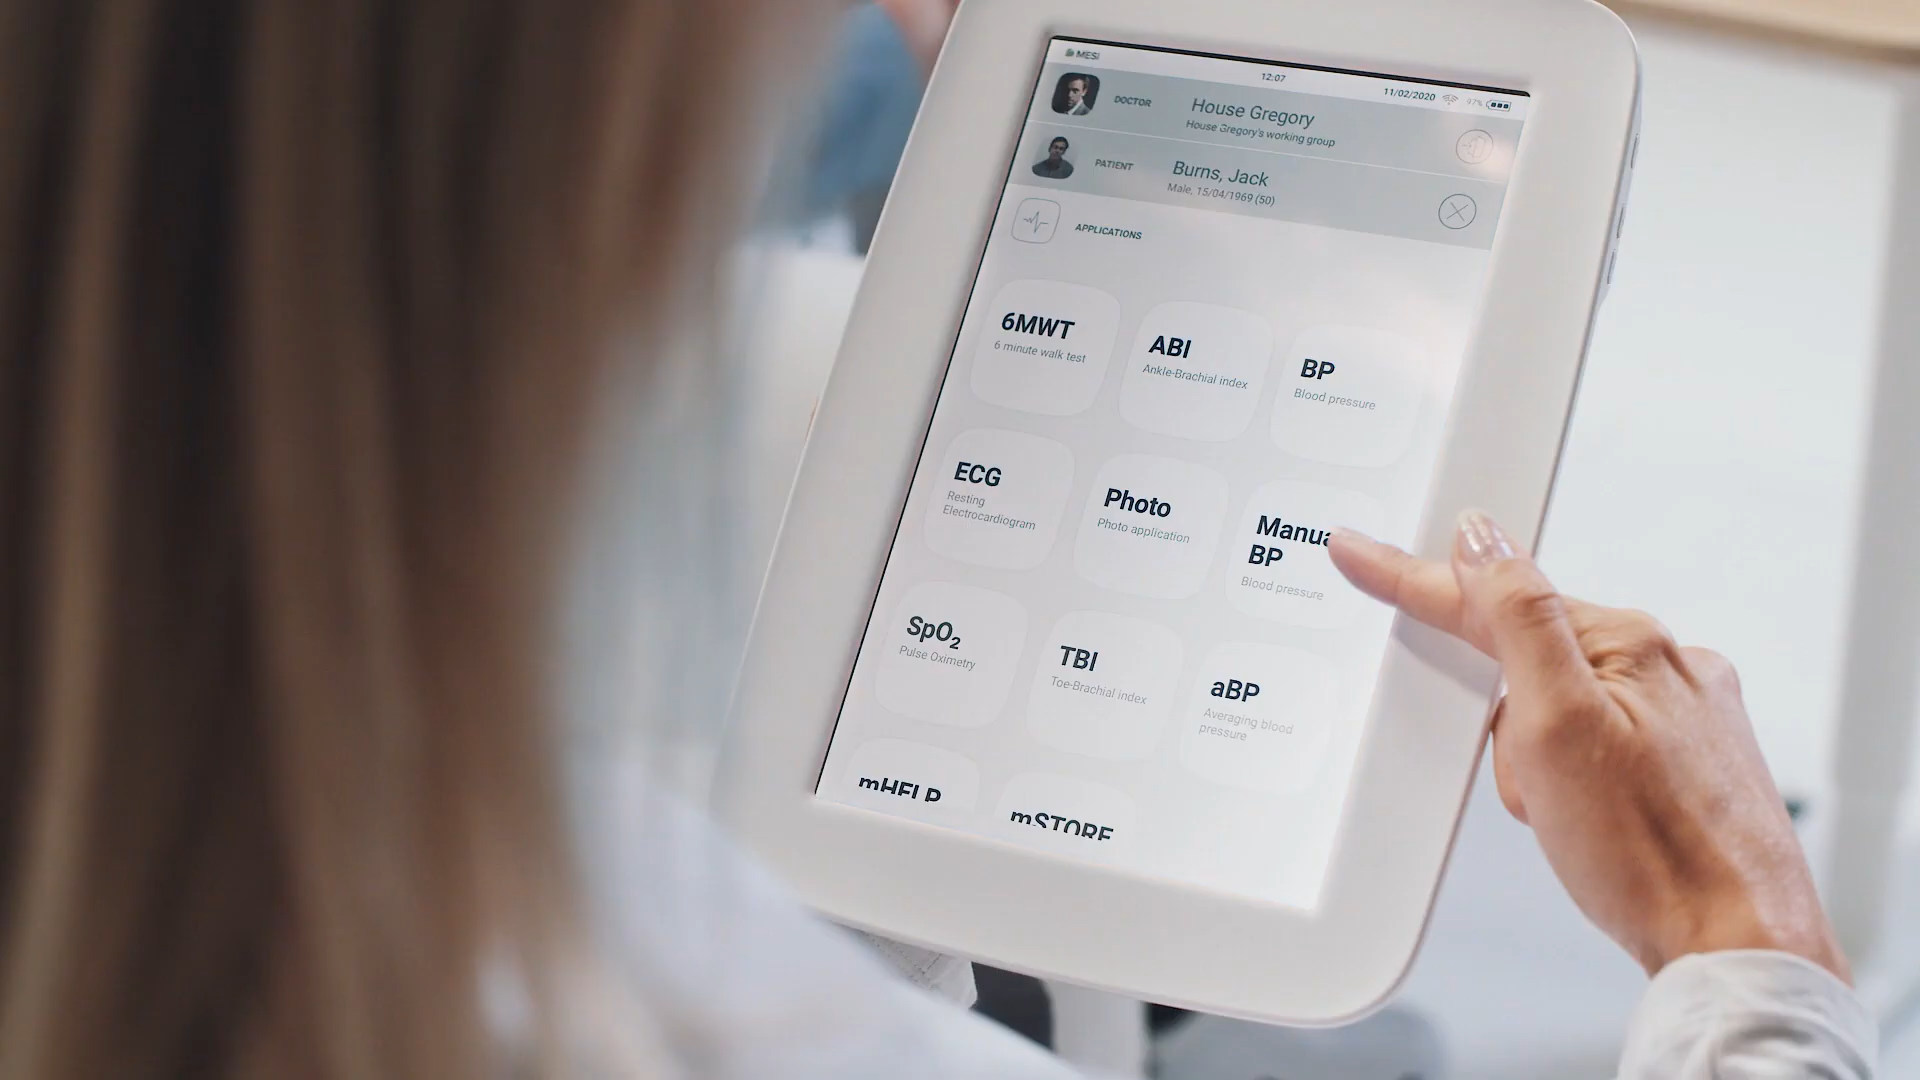 MESI
12:07
11/02/2020 97%
DOCTOR
House Gregory
House Gregory's working group
PATIENT
Burns, Jack
Male, 15/04/1969 (50)
APPLICATIONS
6MWT
6 minute walk test
ABI
Ankle-Brachial index
BP
Blood pressure
ECG
Resting
Electrocardiogram
Photo
Photo application
Manua
BP
Blood pressure
SpO₂
Pulse Oximetry
TBI
Toe-Brachial index
aBP
Averaging blood
pressure
mHELP
mSTORE